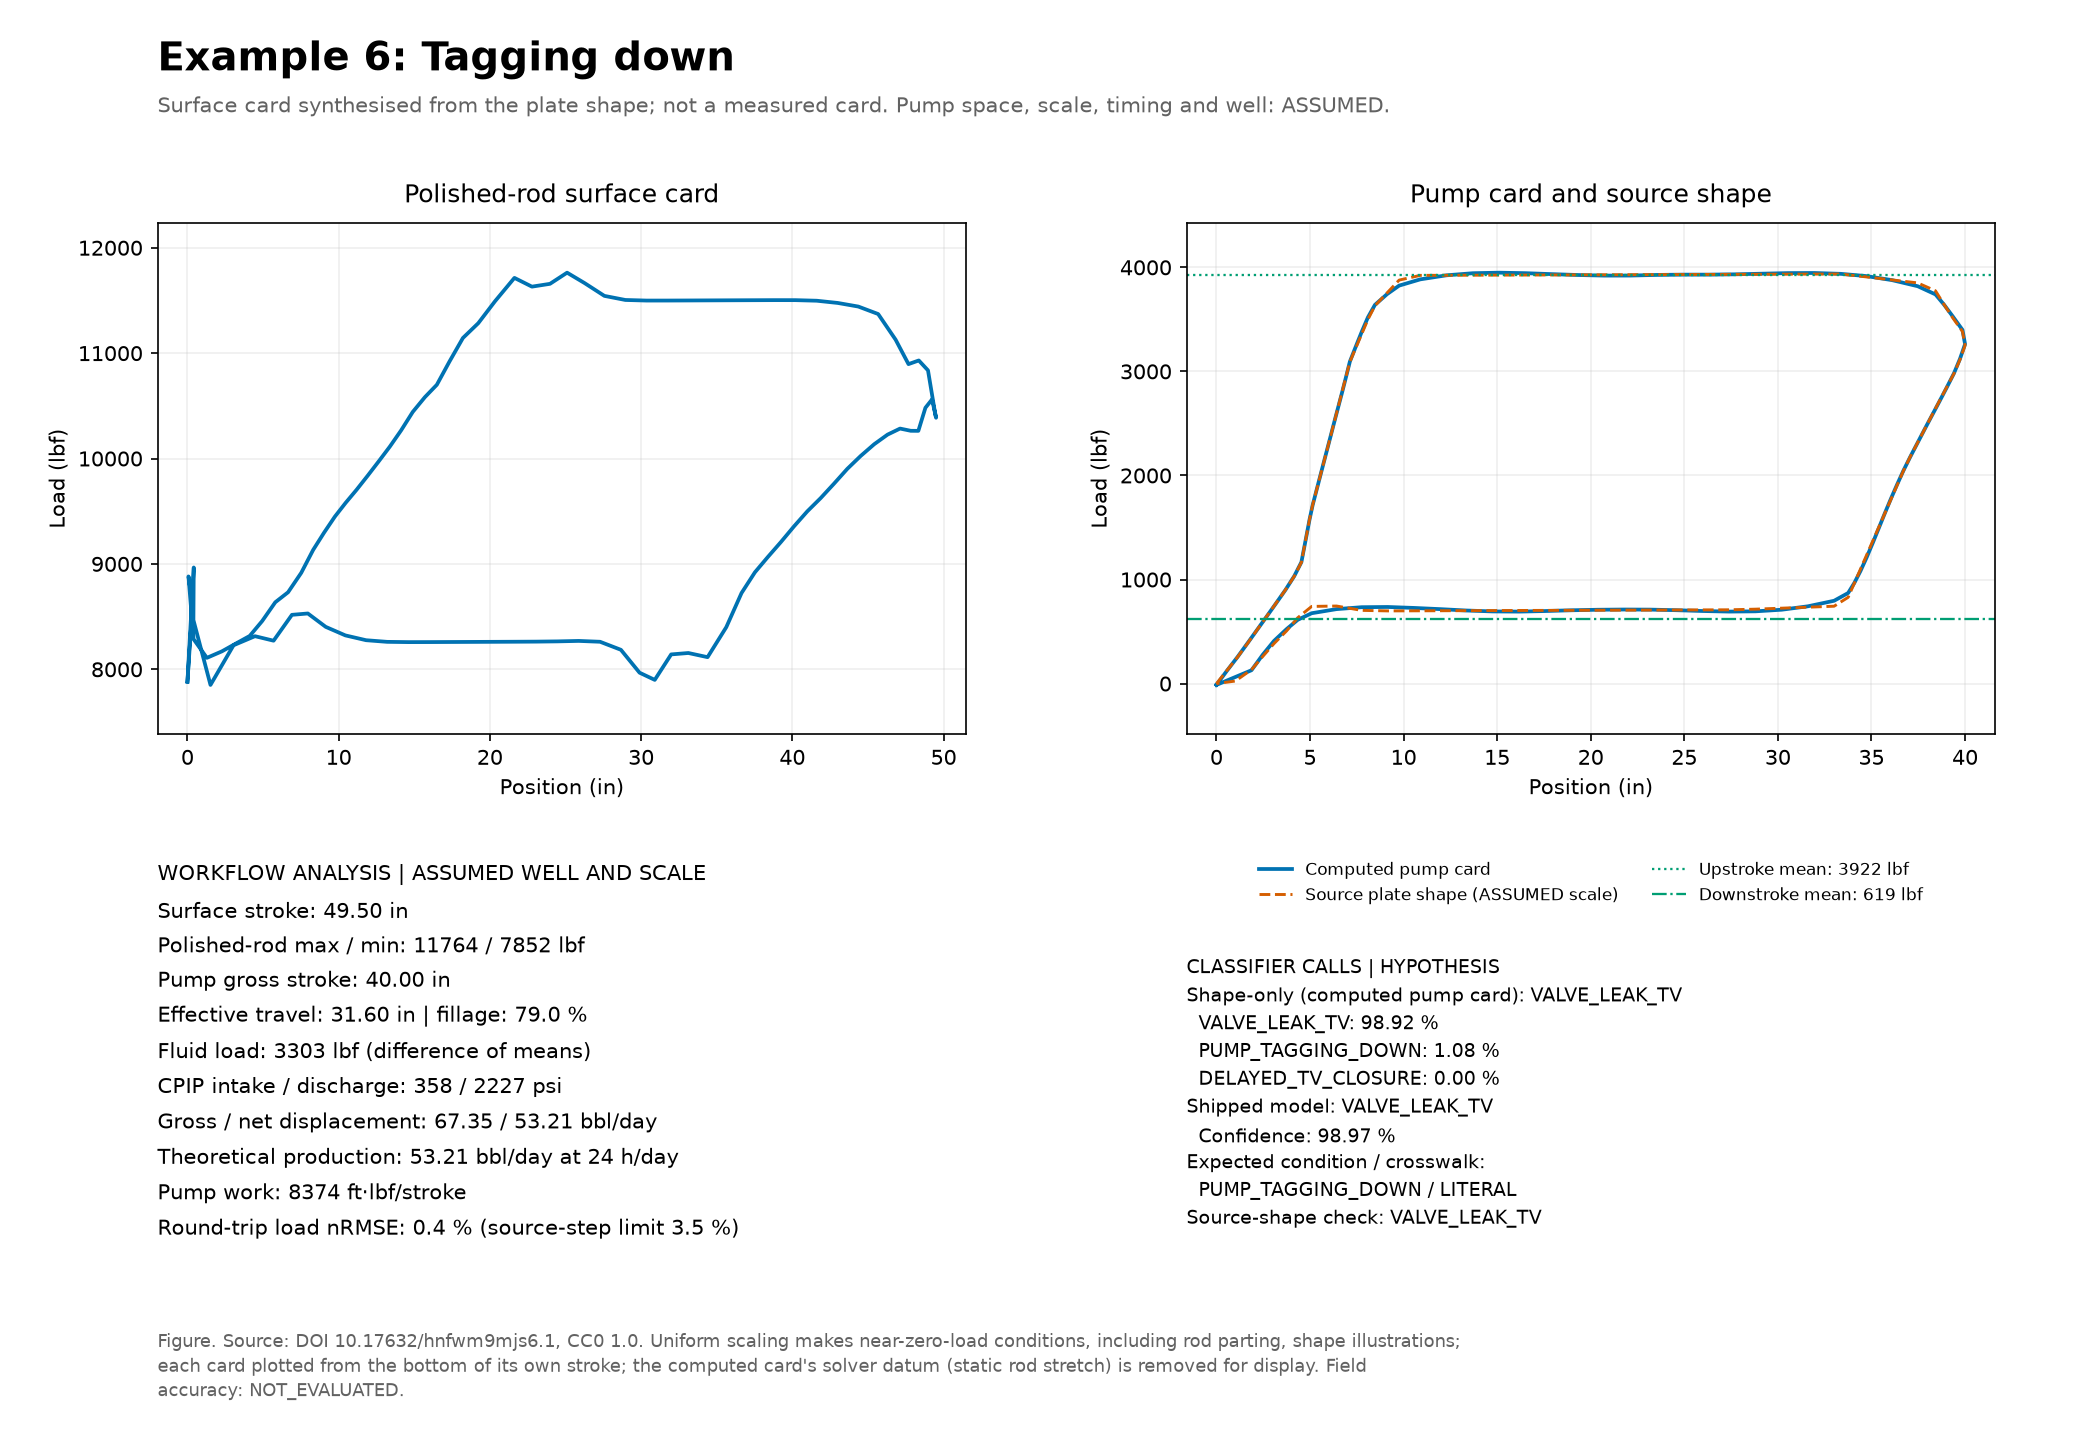 Example 6: Tagging down
Surface card synthesised from the plate shape; not a measured card. Pump space, scale, timing and well: ASSUMED.
Polished-rod surface card
12000
11000
10000
9000
8000
Load (lbf)
0 10 20 30 40 50
Position (in)
Pump card and source shape
4000
3000
2000
1000
0
Load (lbf)
0 5 10 15 20 25 30 35 40
Position (in)
WORKFLOW ANALYSIS | ASSUMED WELL AND SCALE
Surface stroke: 49.50 in
Polished-rod max / min: 11764 / 7852 lbf
Pump gross stroke: 40.00 in
Effective travel: 31.60 in | fillage: 79.0 %
Fluid load: 3303 lbf (difference of means)
CPIP intake / discharge: 358 / 2227 psi
Gross / net displacement: 67.35 / 53.21 bbl/day
Theoretical production: 53.21 bbl/day at 24 h/day
Pump work: 8374 ft·lbf/stroke
Round-trip load nRMSE: 0.4 % (source-step limit 3.5 %)
Computed pump card
Source plate shape (ASSUMED scale)
Upstroke mean: 3922 lbf
Downstroke mean: 619 lbf
CLASSIFIER CALLS | HYPOTHESIS
Shape-only (computed pump card): VALVE_LEAK_TV
VALVE_LEAK_TV: 98.92 %
PUMP_TAGGING_DOWN: 1.08 %
DELAYED_TV_CLOSURE: 0.00 %
Shipped model: VALVE_LEAK_TV
Confidence: 98.97 %
Expected condition / crosswalk:
PUMP_TAGGING_DOWN / LITERAL
Source-shape check: VALVE_LEAK_TV
Figure. Source: DOI 10.17632/hnfwm9mjs6.1, CC0 1.0. Uniform scaling makes near-zero-load conditions, including rod parting, shape illustrations;
each card plotted from the bottom of its own stroke; the computed card's solver datum (static rod stretch) is removed for display. Field
accuracy: NOT_EVALUATED.